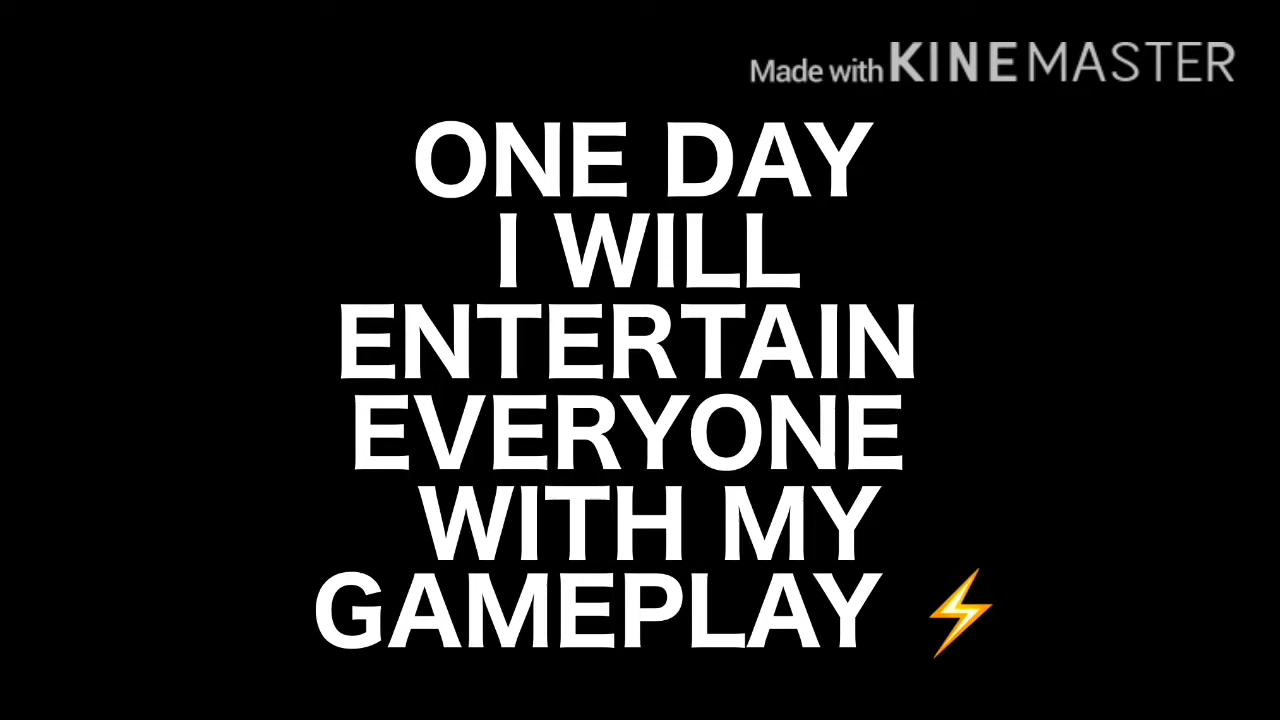 Made with KINEMASTER
ONE DAY
I WILL
ENTERTAIN
EVERYONE
WITH MY
GAMEPLAY ⚡